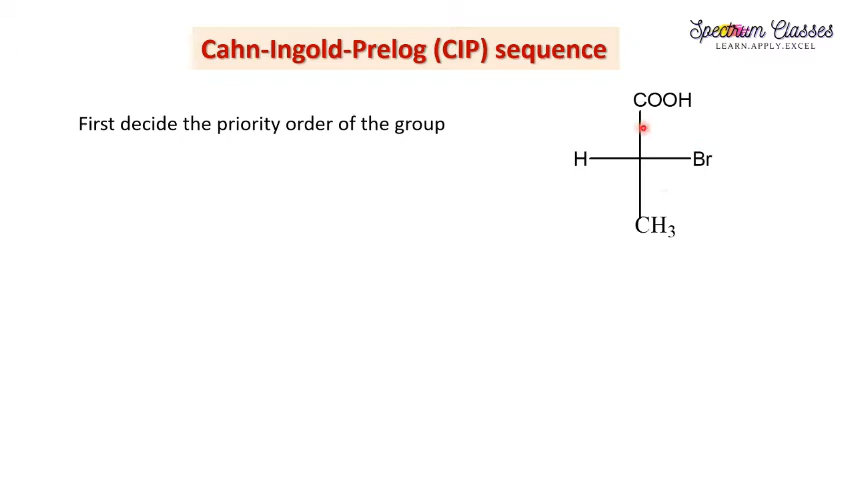 Spectrum Classes
LEARN.APPLY.EXCEL
Cahn-Ingold-Prelog (CIP) sequence
First decide the priority order of the group
COOH
H
Br
CH₃